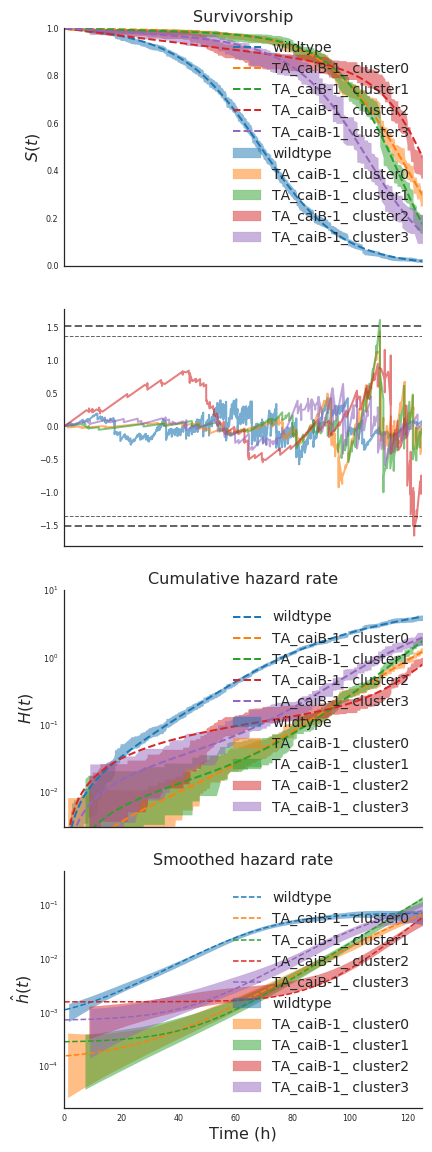 Survivorship
1.0
0.8
0.6
0.4
0.2
0.0
S(t)
wildtype
TA_caiB-1_ cluster0
TA_caiB-1_ cluster1
TA_caiB-1_ cluster2
TA_caiB-1_ cluster3
wildtype
TA_caiB-1_ cluster0
TA_caiB-1_ cluster1
TA_caiB-1_ cluster2
TA_caiB-1_ cluster3
1.5
1.0
0.5
0.0
−0.5
−1.0
−1.5
Cumulative hazard rate
10¹
10⁰
10⁻¹
10⁻²
H(t)
wildtype
TA_caiB-1_ cluster0
TA_caiB-1_ cluster1
TA_caiB-1_ cluster2
TA_caiB-1_ cluster3
wildtype
TA_caiB-1_ cluster0
TA_caiB-1_ cluster1
TA_caiB-1_ cluster2
TA_caiB-1_ cluster3
Smoothed hazard rate
10⁻¹
10⁻²
10⁻³
10⁻⁴
ĥ(t)
wildtype
TA_caiB-1_ cluster0
TA_caiB-1_ cluster1
TA_caiB-1_ cluster2
TA_caiB-1_ cluster3
wildtype
TA_caiB-1_ cluster0
TA_caiB-1_ cluster1
TA_caiB-1_ cluster2
TA_caiB-1_ cluster3
0 20 40 60 80 100 120
Time (h)